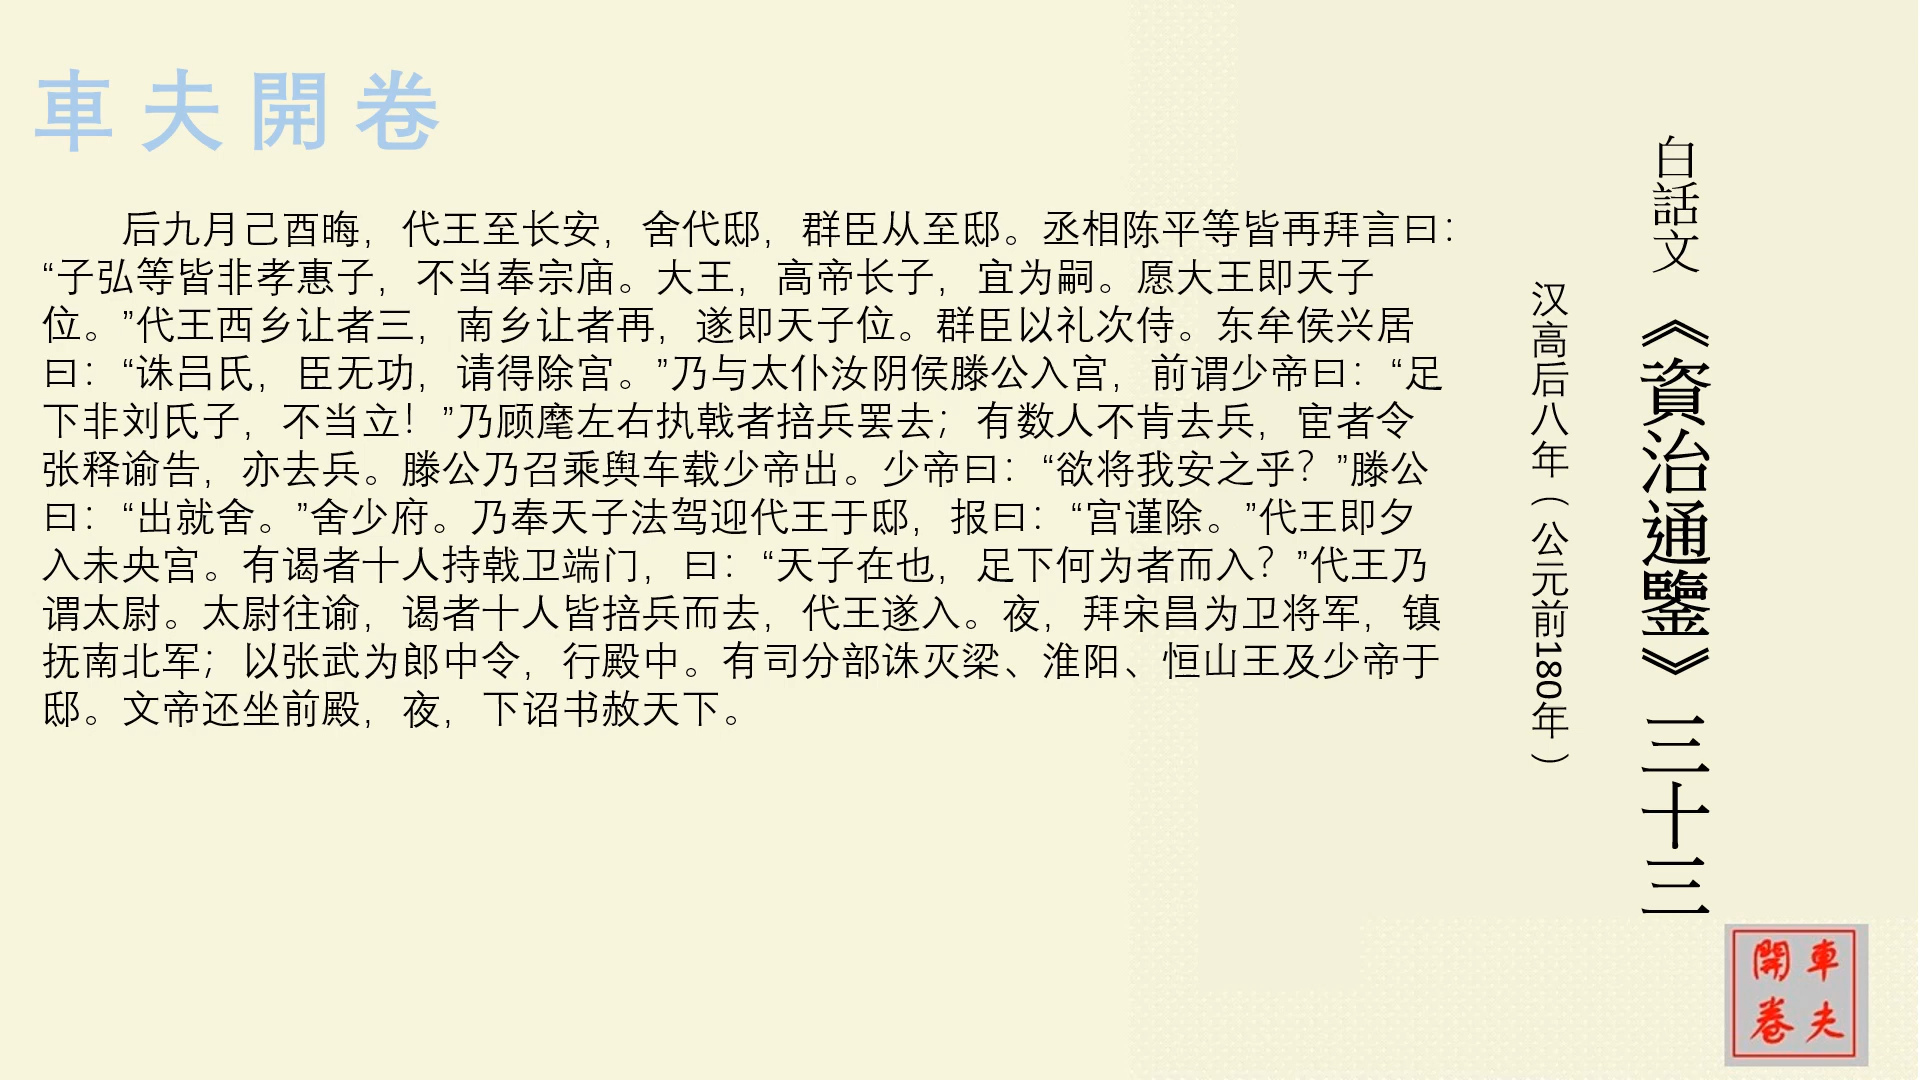 車夫開卷
后九月己酉晦，代王至长安，舍代邸，群臣从至邸。丞相陈平等皆再拜言曰：
“子弘等皆非孝惠子，不当奉宗庙。大王，高帝长子，宜为嗣。愿大王即天子
位。”代王西乡让者三，南乡让者再，遂即天子位。群臣以礼次侍。东牟侯兴居
曰：“诛吕氏，臣无功，请得除宫。”乃与太仆汝阴侯滕公入宫，前谓少帝曰：“足
下非刘氏子，不当立！”乃顾麾左右执戟者掊兵罢去；有数人不肯去兵，宦者令
张释谕告，亦去兵。滕公乃召乘舆车载少帝出。少帝曰：“欲将我安之乎？”滕公
曰：“出就舍。”舍少府。乃奉天子法驾迎代王于邸，报曰：“宫谨除。”代王即夕
入未央宫。有谒者十人持戟卫端门，曰：“天子在也，足下何为者而入？”代王乃
谓太尉。太尉往谕，谒者十人皆掊兵而去，代王遂入。夜，拜宋昌为卫将军，镇
抚南北军；以张武为郎中令，行殿中。有司分部诛灭梁、淮阳、恒山王及少帝于
邸。文帝还坐前殿，夜，下诏书赦天下。
白話文《資治通鑒》三十三
汉高后八年（公元前180年）
車夫
開卷